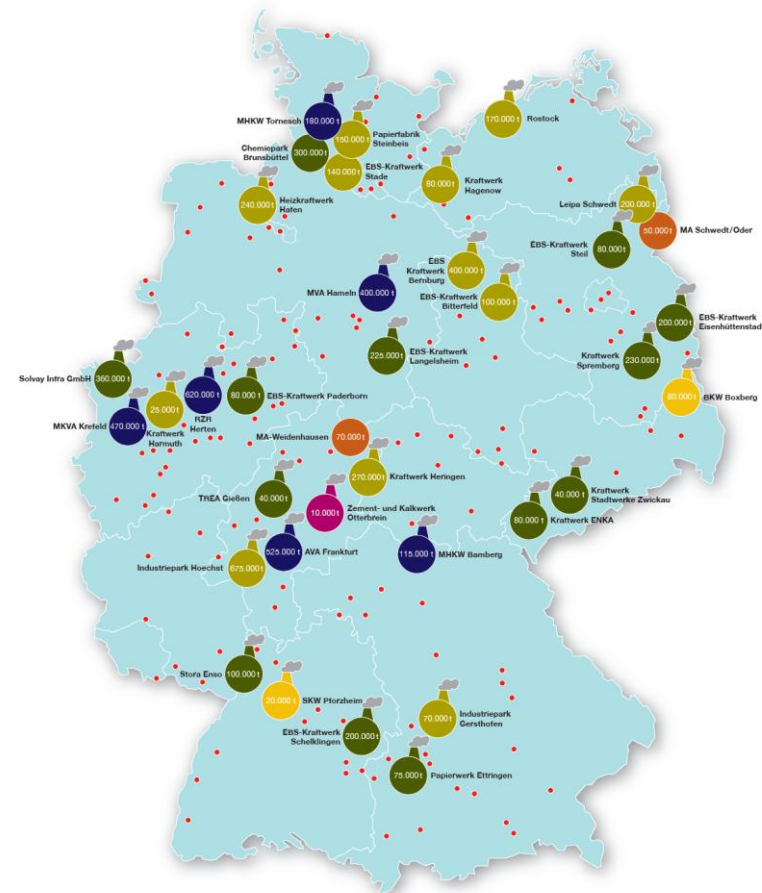 MHKW Tornesch
180.000 t
150.000 t
Papierfabrik
Steinbeis
170.000 t
Rostock
Chemiepark
Brunsbüttel
300.000 t
140.000 t
EBS-Kraftwerk
Stade
80.000 t
Kraftwerk
Hagenow
240.000 t
Heizkraftwerk
Hafen
Leipa Schwedt
200.000 t
50.000 t
MA Schwedt/Oder
EBS-Kraftwerk
Steil
80.000 t
EBS
Kraftwerk
Bernburg
400.000 t
MVA Hameln
400.000 t
EBS-Kraftwerk
Bitterfeld
100.000 t
200.000 t
EBS-Kraftwerk
Eisenhüttenstad
225.000 t
EBS-Kraftwerk
Langelsheim
Kraftwerk
Spremberg
230.000 t
Solvay Infra GmbH
360.000 t
80.000 t
BKW Boxberg
620.000 t
RZR
Herten
80.000 t
EBS-Kraftwerk Paderborn
25.000 t
Kraftwerk
Harmuth
MKVA Krefeld
470.000 t
MA-Weidenhausen
70.000 t
270.000 t
Kraftwerk Heringen
TREA Gießen
40.000 t
10.000 t
Zement- und Kalkwerk
Otterbrein
40.000 t
Kraftwerk
Stadtwerke Zwickau
80.000 t
Kraftwerk ENKA
525.000 t
AVA Frankfurt
115.000 t
MHKW Bamberg
Industriepark Hoechst
675.000 t
Stora Enso
100.000 t
20.000 t
SKW Pforzheim
70.000 t
Industriepark
Gersthofen
EBS-Kraftwerk
Schelklingen
200.000 t
75.000 t
Papierwerk Ettringen